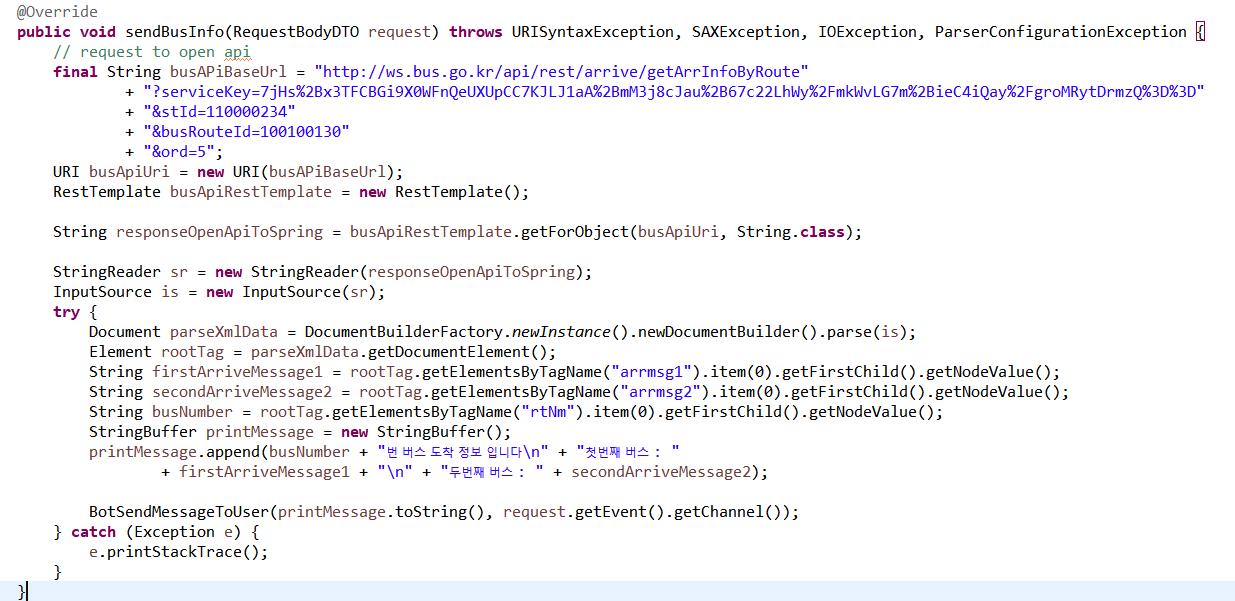 @Override
public void sendBusInfo(RequestBodyDTO request) throws URISyntaxException, SAXException, IOException, ParserConfigurationException {
// request to open api
final String busAPiBaseUrl = "http://ws.bus.go.kr/api/rest/arrive/getArrInfoByRoute"
+ "?serviceKey=7jHs%2Bx3TFCBGi9X0WFnQeUXUpCC7KJLJ1aA%2BmM3j8cJau%2B67c22LhWy%2FmkWvLG7m%2BieC4iQay%2FgroMRytDrmzQ%3D%3D"
+ "&stId=110000234"
+ "&busRouteId=100100130"
+ "&ord=5";
URI busApiUri = new URI(busAPiBaseUrl);
RestTemplate busApiRestTemplate = new RestTemplate();
String responseOpenApiToSpring = busApiRestTemplate.getForObject(busApiUri, String.class);
StringReader sr = new StringReader(responseOpenApiToSpring);
InputSource is = new InputSource(sr);
try {
Document parseXmlData = DocumentBuilderFactory.newInstance().newDocumentBuilder().parse(is);
Element rootTag = parseXmlData.getDocumentElement();
String firstArriveMessage1 = rootTag.getElementsByTagName("arrmsg1").item(0).getFirstChild().getNodeValue();
String secondArriveMessage2 = rootTag.getElementsByTagName("arrmsg2").item(0).getFirstChild().getNodeValue();
String busNumber = rootTag.getElementsByTagName("rtNm").item(0).getFirstChild().getNodeValue();
StringBuffer printMessage = new StringBuffer();
printMessage.append(busNumber + "번 버스 도착 정보 입니다\n" + "첫번째 버스 : "
+ firstArriveMessage1 + "\n" + "두번째 버스 : " + secondArriveMessage2);
BotSendMessageToUser(printMessage.toString(), request.getEvent().getChannel());
} catch (Exception e) {
e.printStackTrace();
}
}